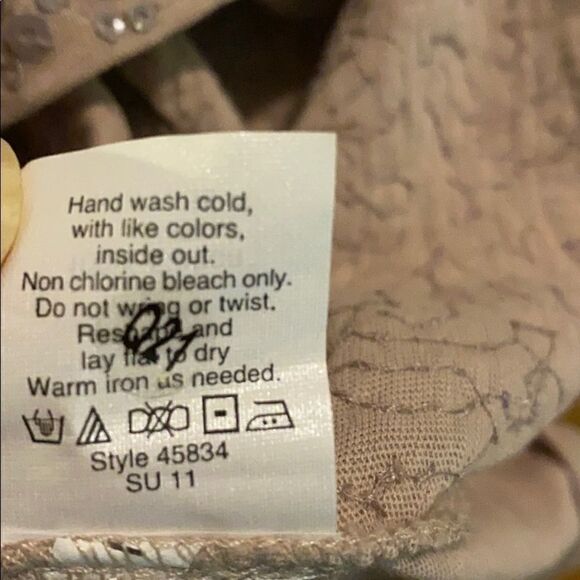 Hand wash cold,
with like colors,
inside out.
Non chlorine bleach only.
Do not wring or twist.
Reshape and
lay flat to dry
Warm iron as needed.
Style 45834
SU 11